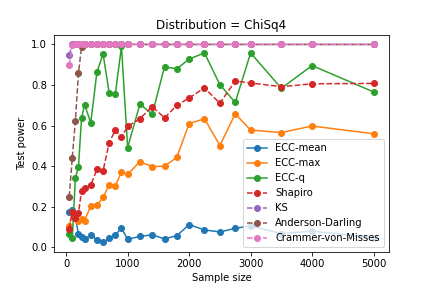 Distribution = ChiSq4
1.0
0.8
0.6
0.4
0.2
0.0
Test power
ECC-mean
ECC-max
ECC-q
Shapiro
KS
Anderson-Darling
Crammer-von-Misses
0
1000
2000
3000
4000
5000
Sample size